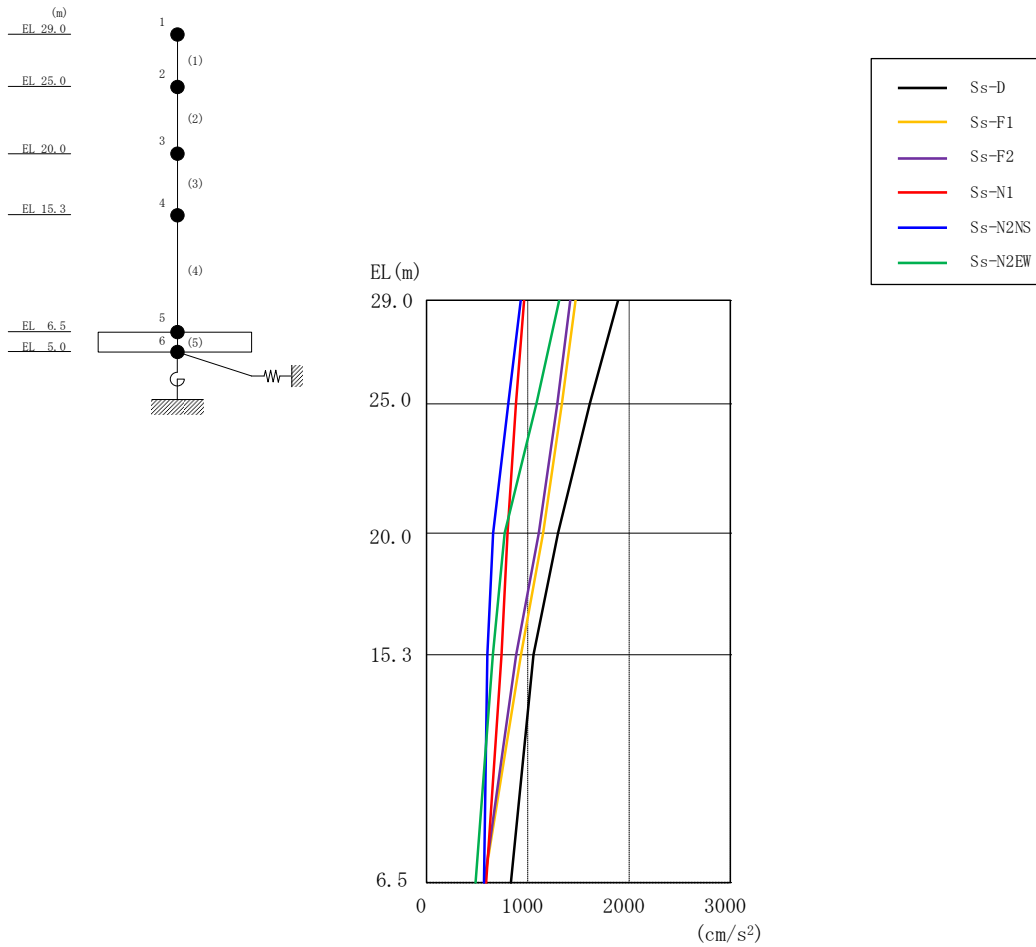 (m)
EL 29.0
EL 25.0
EL 20.0
EL 15.3
EL 6.5
EL 5.0
1
(1)
2
(2)
3
(3)
4
(4)
5
6 (5)
Ss-D
Ss-F1
Ss-F2
Ss-N1
Ss-N2NS
Ss-N2EW
EL(m)
29.0
25.0
20.0
15.3
6.5
0 1000 2000 3000
(cm/s²)